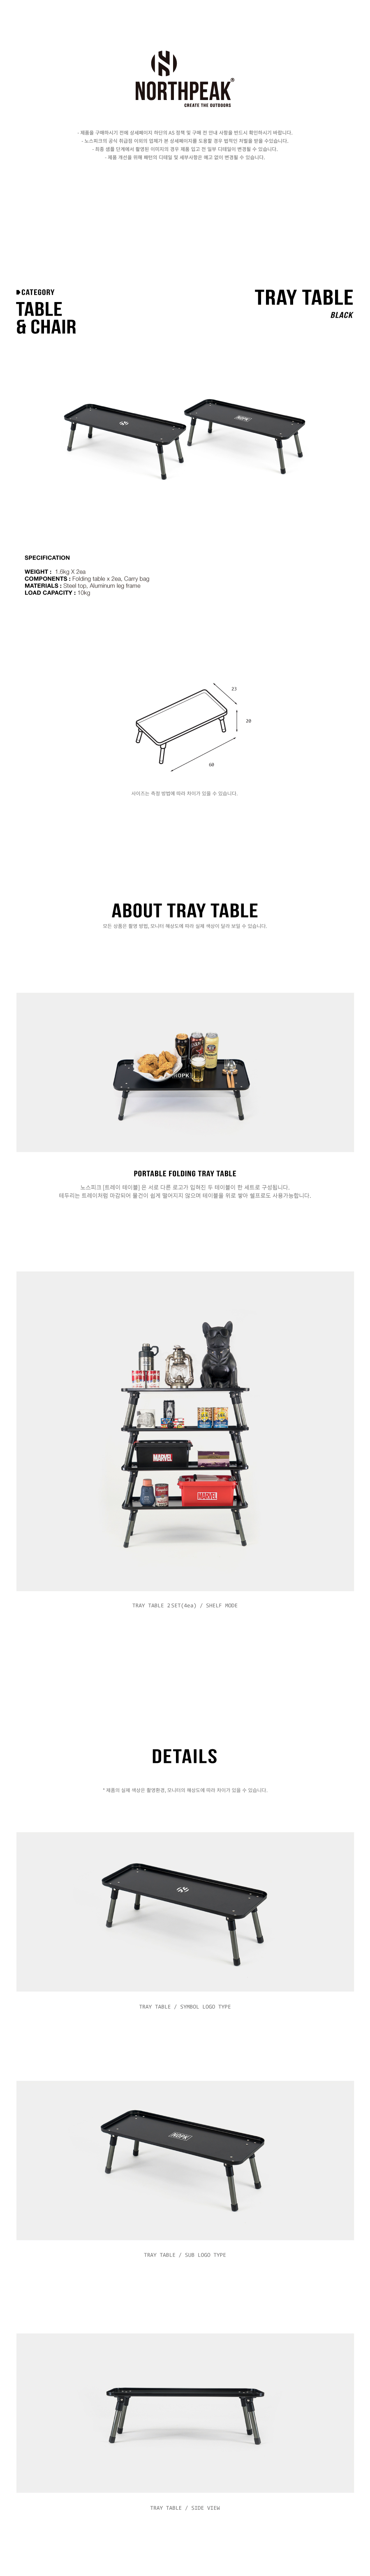 NORTHPEAK®
CREATE THE OUTDOORS
- 제품을 구매하시기 전에 상세페이지 하단의 AS 정책 및 구매 전 안내 사항을 반드시 확인하시기 바랍니다.
- 노스피크의 공식 취급점 이외의 업체가 본 상세페이지를 도용할 경우 법적인 처벌을 받을 수있습니다.
- 최종 샘플 단계에서 촬영된 이미지의 경우 제품 입고 전 일부 디테일이 변경될 수 있습니다.
- 제품 개선을 위해 패턴의 디테일 및 세부사항은 예고 없이 변경될 수 있습니다.
CATEGORY
TABLE
& CHAIR
TRAY TABLE
BLACK
NOPK
SPECIFICATION
WEIGHT : 1.6kg X 2ea
COMPONENTS : Folding table x 2ea, Carry bag
MATERIALS : Steel top, Aluminum leg frame
LOAD CAPACITY : 10kg
23
20
60
사이즈는 측정 방법에 따라 차이가 있을 수 있습니다.
ABOUT TRAY TABLE
모든 상품은 촬영 방법, 모니터 해상도에 따라 실제 색상이 달라 보일 수 있습니다.
PORTABLE FOLDING TRAY TABLE
노스피크 [트레이 테이블] 은 서로 다른 로고가 입혀진 두 테이블이 한 세트로 구성됩니다.
테두리는 트레이처럼 마감되어 물건이 쉽게 떨어지지 않으며 테이블을 위로 쌓아 쉘프로도 사용가능합니다.
MARVEL
MARVEL
TRAY TABLE 2SET(4ea) / SHELF MODE
DETAILS
* 제품의 실제 색상은 촬영환경, 모니터의 해상도에 따라 차이가 있을 수 있습니다.
TRAY TABLE / SYMBOL LOGO TYPE
NOPK
TRAY TABLE / SUB LOGO TYPE
TRAY TABLE / SIDE VIEW